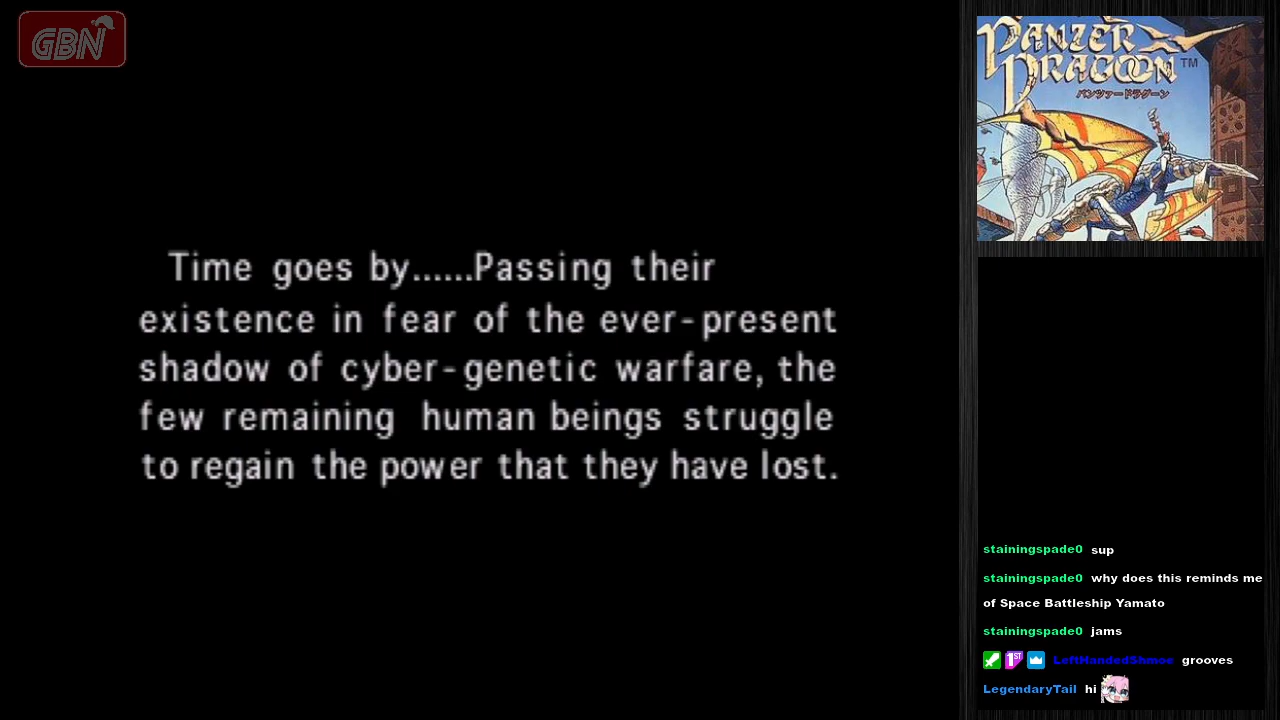 GBN
Time goes by......Passing their
existence in fear of the ever-present
shadow of cyber-genetic warfare, the
few remaining human beings struggle
to regain the power that they have lost.
PANZER
DRAGOON TM
パンツァードラグーン
stainingspade0 sup
stainingspade0 why does this reminds me
of Space Battleship Yamato
stainingspade0 jams
1ST LeftHandedShmoe grooves
LegendaryTail hi